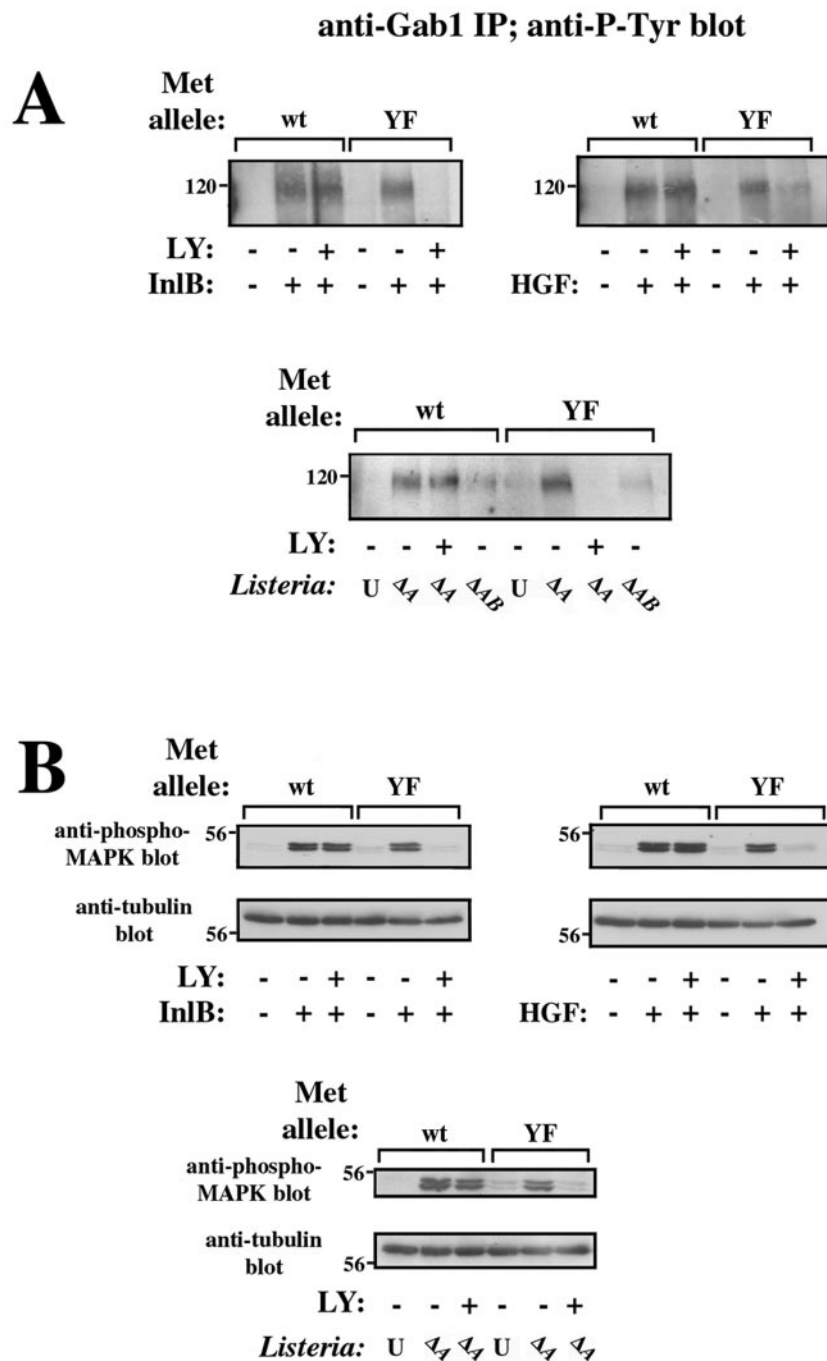 anti-Gab1 IP; anti-P-Tyr blot
A
Met
allele: wt YF
120
LY: - - + - - +
InlB: - + + - + +
wt YF
120
- - + - - +
HGF: - + + - + +
Met
allele: wt YF
120
LY: - - + - - - + -
Listeria: U ΔA ΔA ΔAB U ΔA ΔA ΔAB
B
Met
allele: wt YF
anti-phospho-
MAPK blot
56
anti-tubulin
blot
56
LY: - - + - - +
InlB: - + + - + +
wt YF
56
56
- - + - - +
HGF: - + + - + +
Met
allele: wt YF
anti-phospho-
MAPK blot
56
anti-tubulin
blot
56
LY: - - + - - +
Listeria: U ΔA ΔA U ΔA ΔA